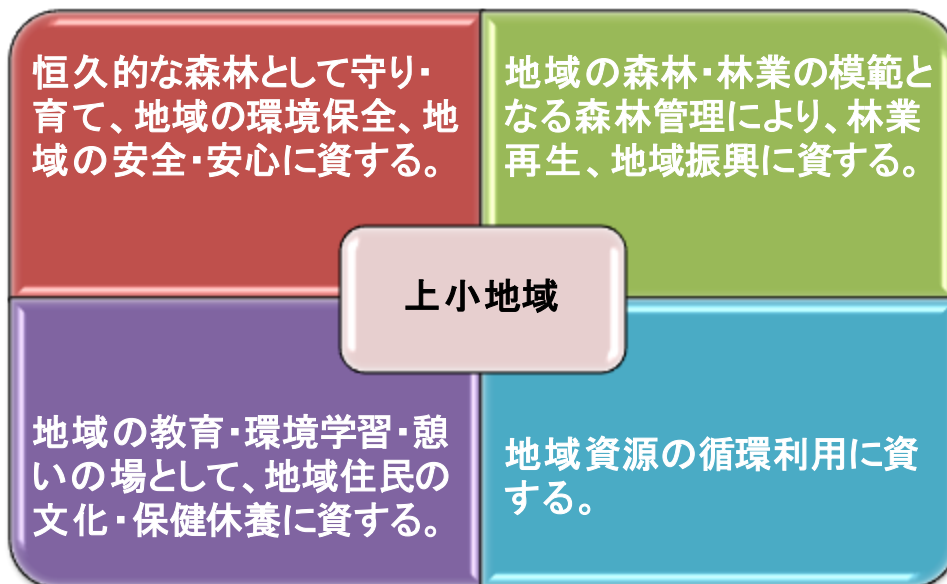 恒久的な森林として守り・
育て、地域の環境保全、地
域の安全・安心に資する。
地域の森林・林業の模範と
なる森林管理により、林業
再生、地域振興に資する。
上小地域
地域の教育・環境学習・憩
いの場として、地域住民の
文化・保健休養に資する。
地域資源の循環利用に資
する。